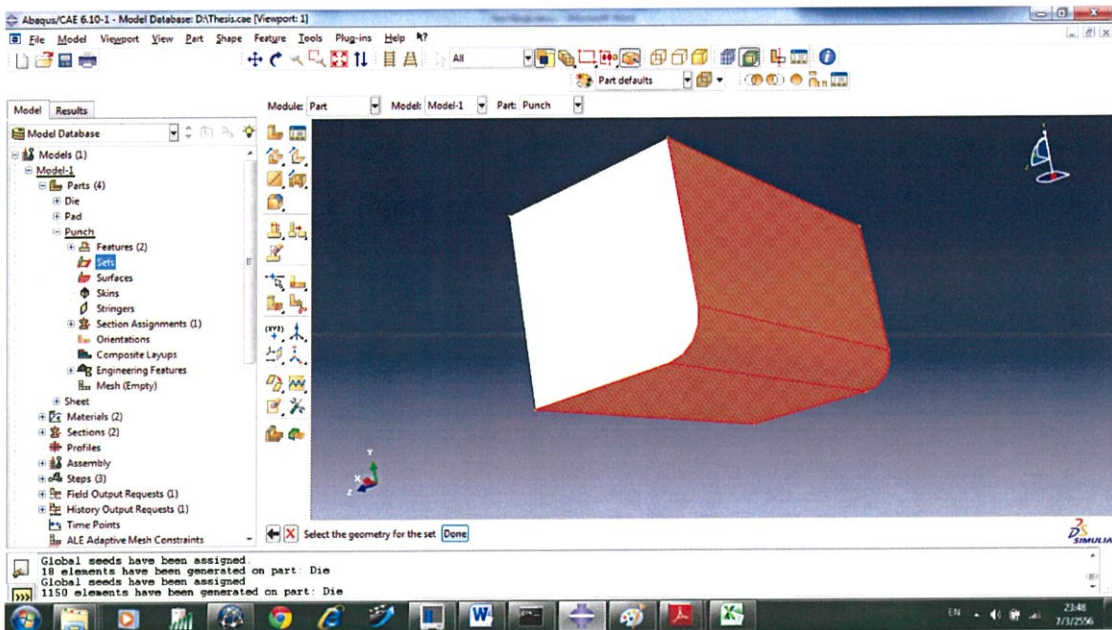 Abaqus/CAE 6.10-1 - Model Database: D:\Thesis.cae [Viewport: 1]
File Model Viewport View Part Shape Feature Tools Plug-ins Help
All
Part defaults
Model Results
Module: Part Model: Model-1 Part: Punch
Model Database
Models (1)
Model-1
Parts (4)
Die
Pad
Punch
Features (2)
Sets
Surfaces
Skins
Stringers
Section Assignments (1)
Orientations
Composite Layups
Engineering Features
Mesh (Empty)
Sheet
Materials (2)
Sections (2)
Profiles
Assembly
Steps (3)
Field Output Requests (1)
History Output Requests (1)
Time Points
ALE Adaptive Mesh Constraints
(XYZ)
Y
X
Z
Select the geometry for the set Done
SIMULIA
Global seeds have been assigned.
18 elements have been generated on part: Die
Global seeds have been assigned
1150 elements have been generated on part: Die
>>>
EN
23:48
7/3/2556